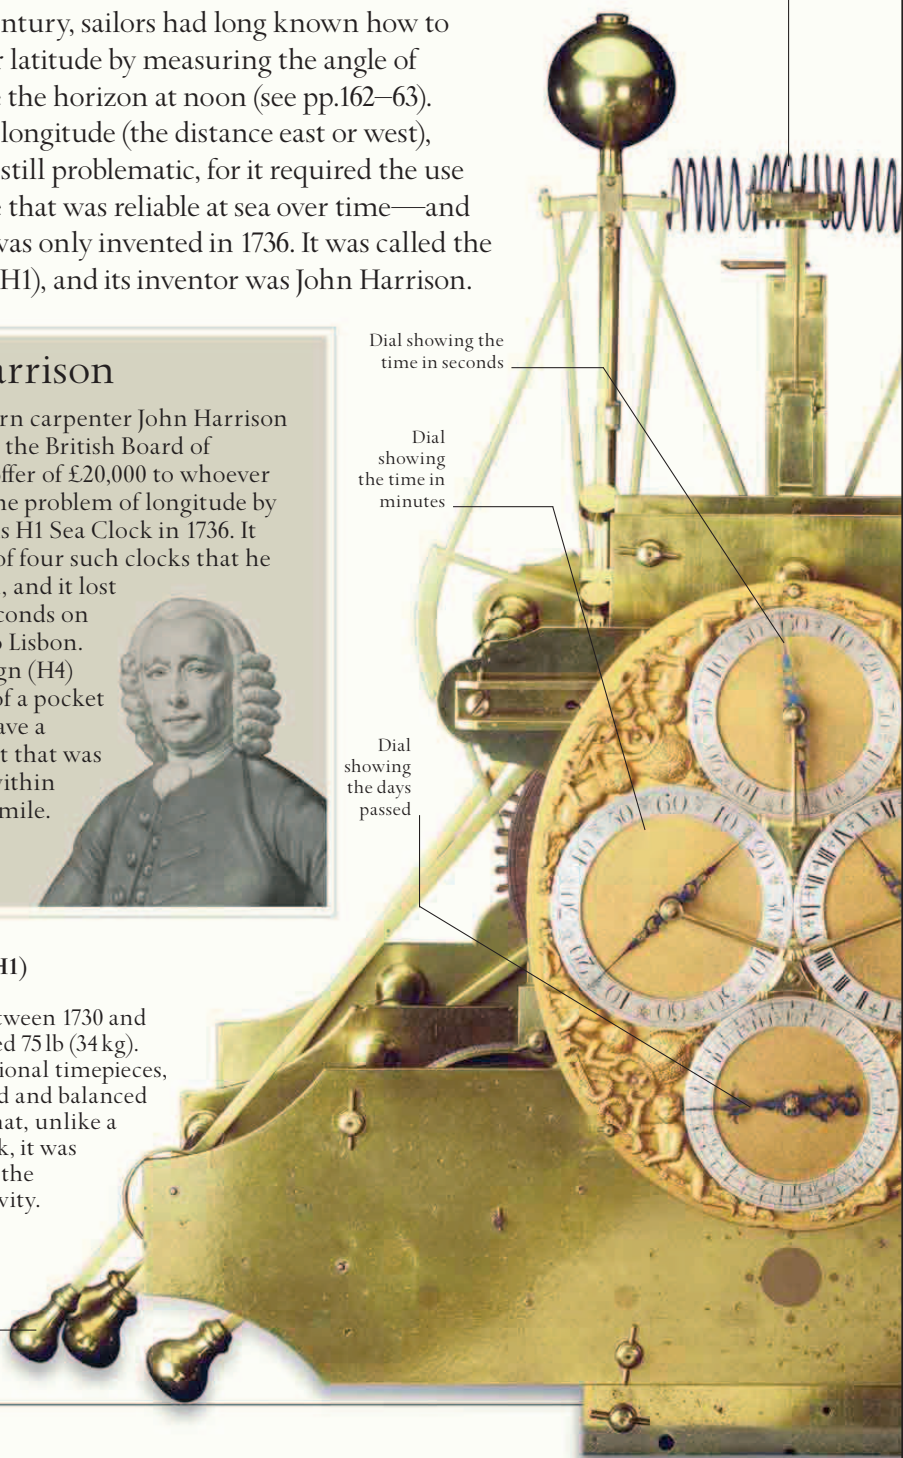 entury, sailors had long known how to
latitude by measuring the angle of
the horizon at noon (see pp.162–63).
longitude (the distance east or west),
still problematic, for it required the use
that was reliable at sea over time—and
was only invented in 1736. It was called the
H1), and its inventor was John Harrison.
Dial showing the
time in seconds
arrison
rn carpenter John Harrison
the British Board of
offer of £20,000 to whoever
he problem of longitude by
s H1 Sea Clock in 1736. It
of four such clocks that he
, and it lost
conds on
o Lisbon.
gn (H4)
of a pocket
ave a
t that was
within
mile.
Dial
showing
the time in
minutes
Dial
showing
the days
passed
H1)
tween 1730 and
ed 75 lb (34 kg).
ional timepieces,
d and balanced
hat, unlike a
k, it was
the
vity.